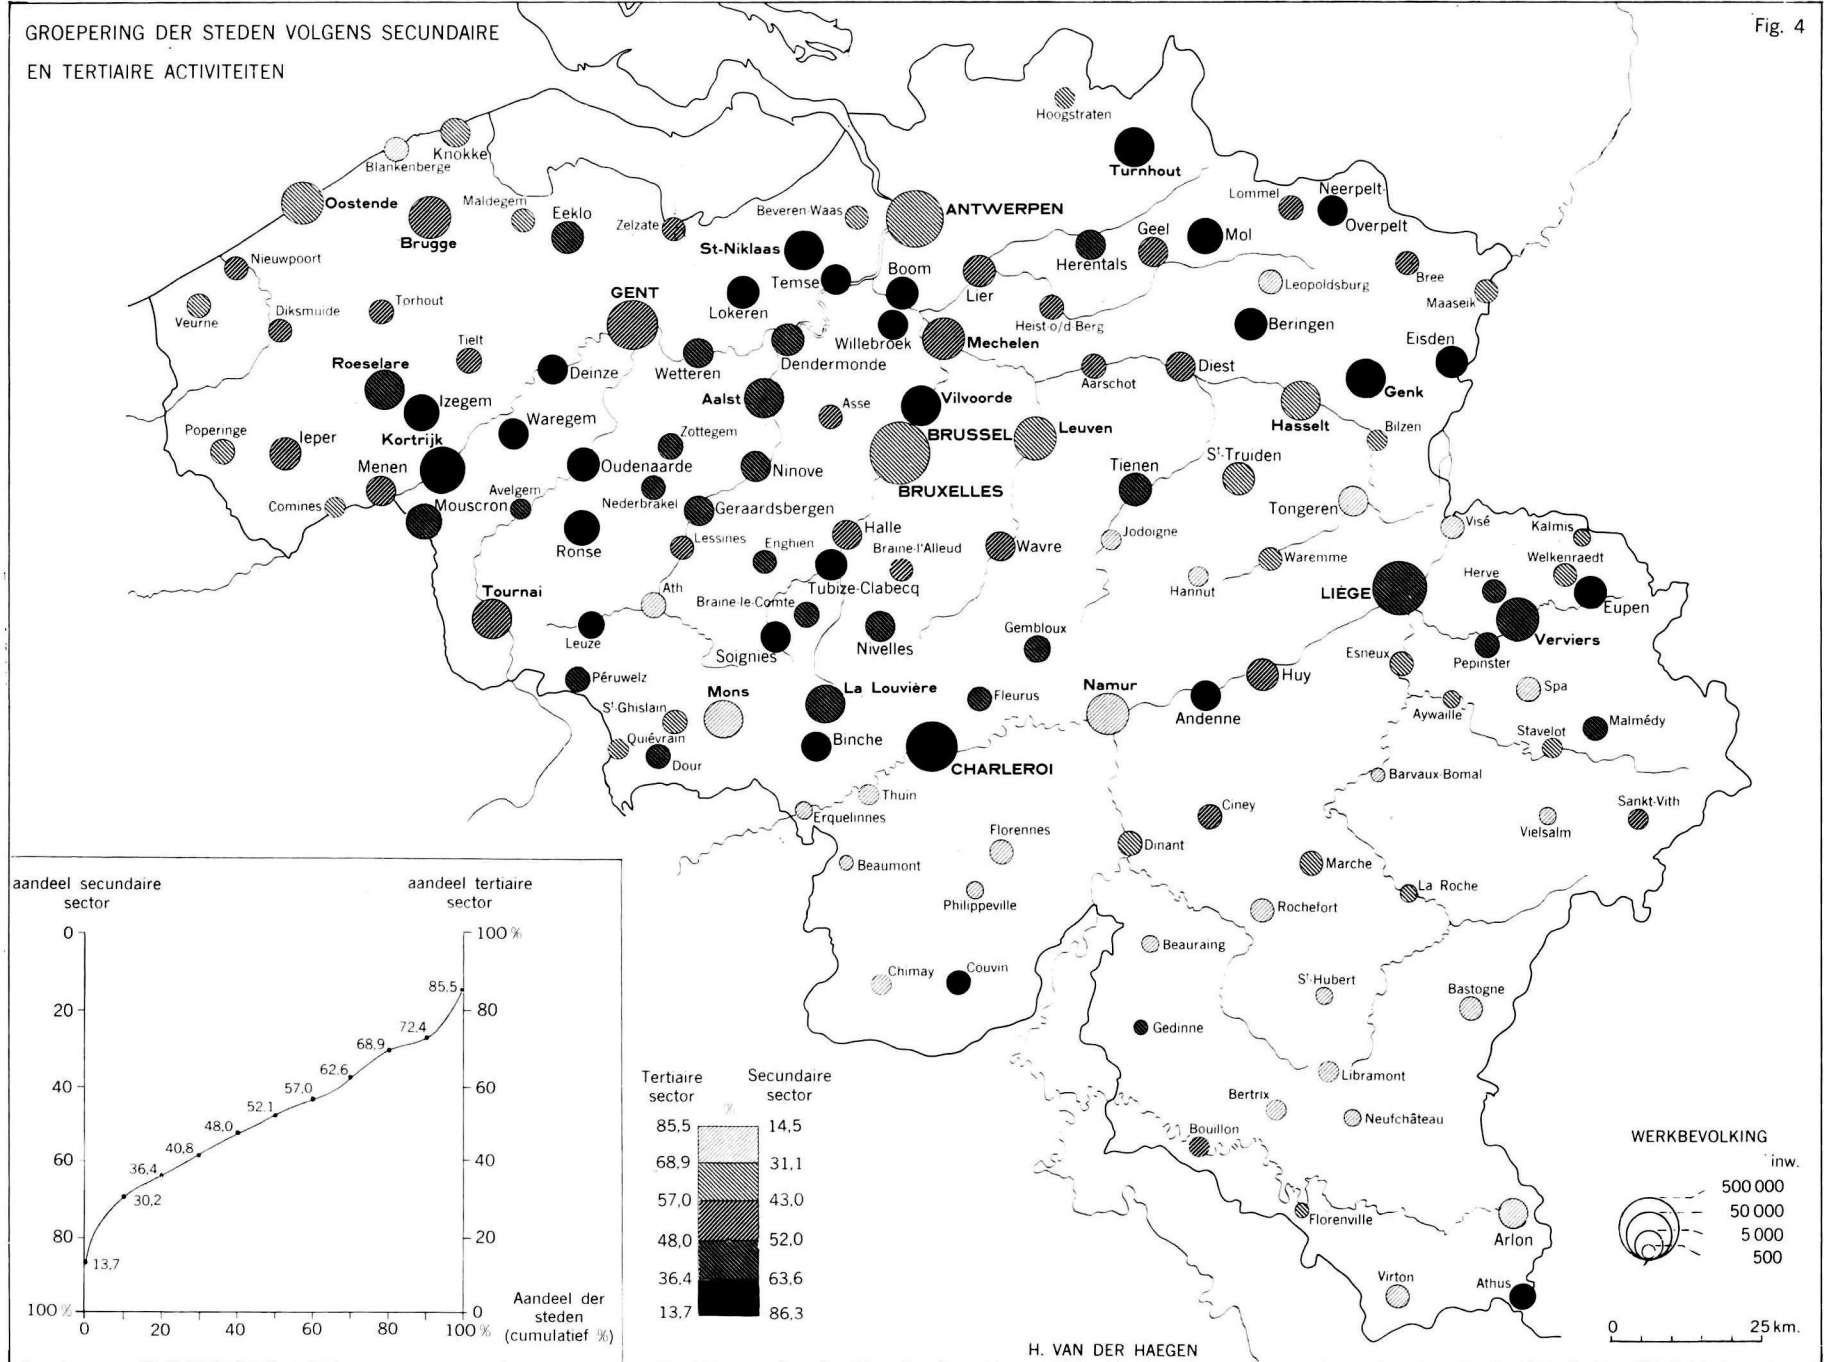 GROEPERING DER STEDEN VOLGENS SECUNDAIRE
EN TERTIAIRE ACTIVITEITEN
Fig. 4
Hoogstraten
Turnhout
Knokke
Blankenberge
Oostende
Brugge
Maldegem
Eeklo
Zelzate
Beveren-Waas
ANTWERPEN
Lommel
Neerpelt-
Overpelt
St-Niklaas
Temse
Boom
Lier
Herentals
Geel
Mol
Leopoldsburg
Bree
Maaseik
Nieuwpoort
Veurne
Diksmuide
Torhout
GENT
Lokeren
Willebroek
Mechelen
Heist-o/d-Berg
Beringen
Eisden
Tielt
Roeselare
Izegem
Deinze
Wetteren
Dendermonde
Aalst
Asse
Vilvoorde
Aarschot
Diest
Genk
Hasselt
Bilzen
Poperinge
Ieper
Kortrijk
Waregem
Zottegem
BRUSSEL
BRUXELLES
Leuven
Menen
Comines
Mouscron
Avelgem
Oudenaarde
Nederbrakel
Ninove
Geraardsbergen
Tienen
St-Truiden
Tongeren
Visé
Kalmis
Ronse
Lessines
Enghien
Halle
Braine-l'Alleud
Wavre
Jodoigne
Waremme
Hannut
LIÈGE
Herve
Welkenraedt
Eupen
Tournai
Leuze
Ath
Braine-le-Comte
Tubize-Clabecq
Soignies
Nivelles
Gembloux
Verviers
Pepinster
Esneux
Huy
Péruwelz
Mons
La Louvière
Fleurus
Namur
Andenne
Spa
Aywaille
Stavelot
Malmédy
St-Ghislain
Quiévrain
Dour
Binche
CHARLEROI
Barvaux-Bomal
Thuin
Erquelinnes
Florennes
Ciney
Vielsalm
Sankt-Vith
Beaumont
Philippeville
Dinant
Marche
La Roche
Rochefort
Beauraing
Chimay
Couvin
St-Hubert
Bastogne
Gedinne
Libramont
Bertrix
Neufchâteau
Bouillon
Florenville
Arlon
Virton
Athus
aandeel secundaire
sector
aandeel tertiaire
sector
0
20
40
60
80
100 %
100 %
80
60
40
20
0
85.5
72.4
68,9
62.6
57.0
52.1
48.0
40,8
36,4
30,2
13,7
0 20 40 60 80 100 %
Aandeel der
steden
(cumulatief %)
Tertiaire
sector
Secundaire
sector
%
85,5 14,5
68,9 31,1
57,0 43,0
48,0 52,0
36,4 63,6
13,7 86,3
WERKBEVOLKING
inw.
500 000
50 000
5 000
500
0 25 km.
H. VAN DER HAEGEN